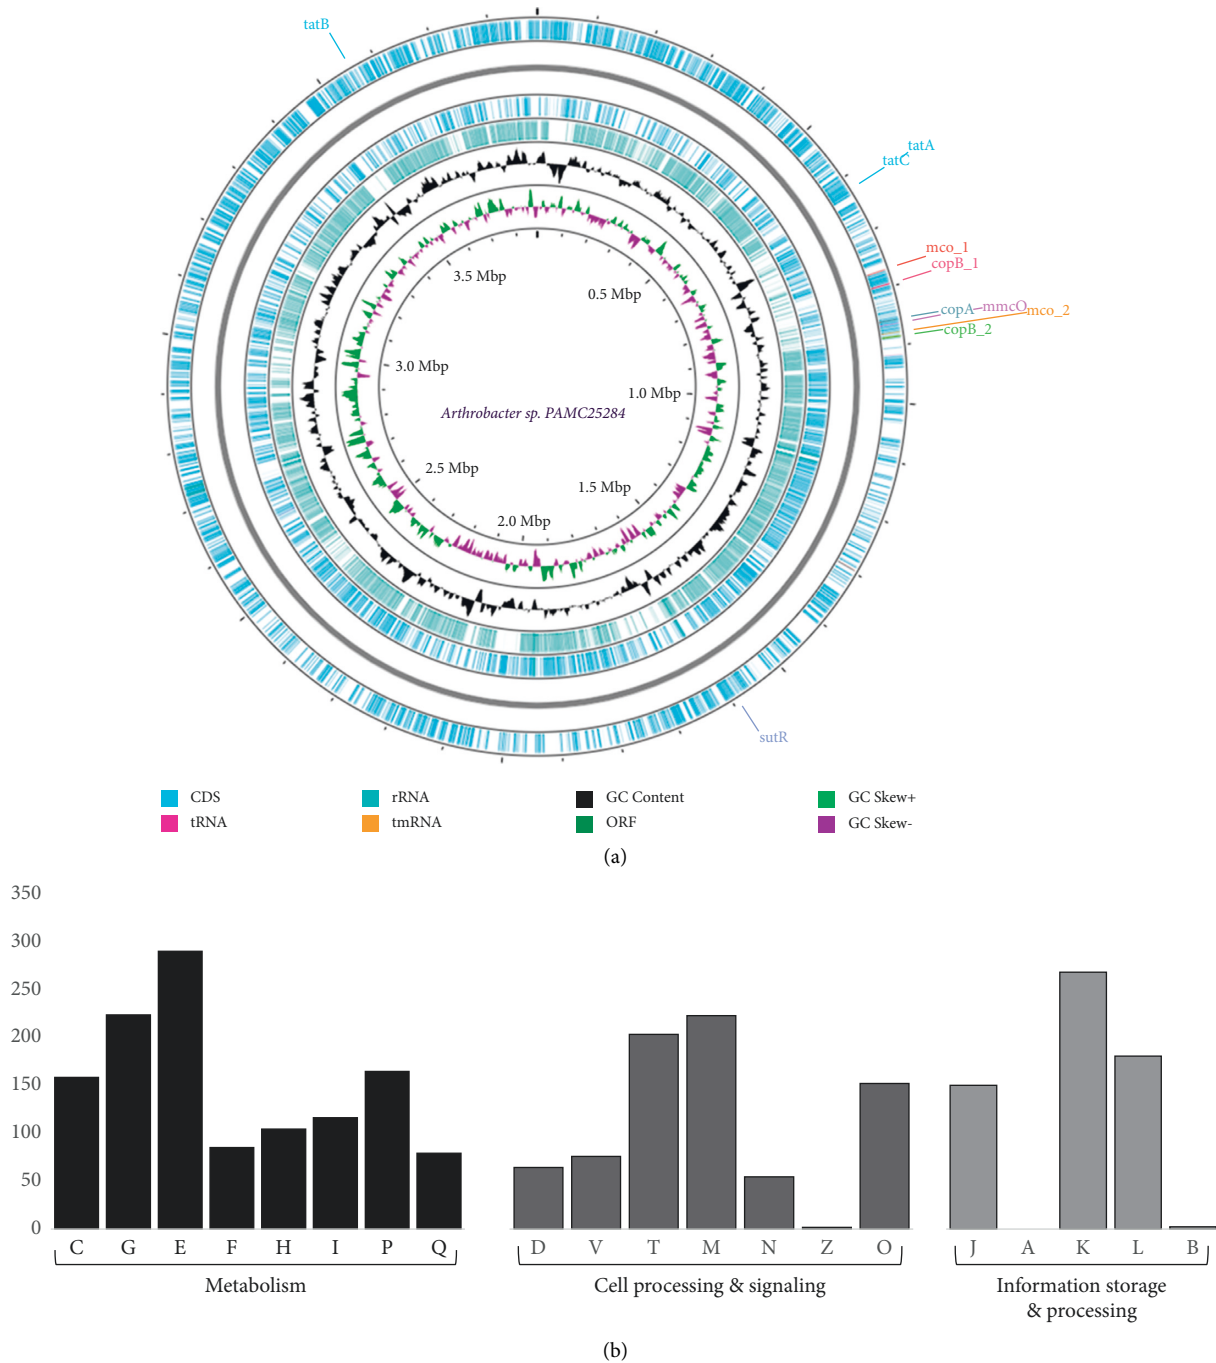 tatB
tatA
tatC
mco_1
copB_1
copA
mmcO
mco_2
copB_2
3.5 Mbp
0.5 Mbp
3.0 Mbp
1.0 Mbp
Arthrobacter sp. PAMC25284
2.5 Mbp
1.5 Mbp
2.0 Mbp
sutR
CDS
rRNA
GC Content
GC Skew+
tRNA
tmRNA
ORF
GC Skew-
(a)
350
300
250
200
150
100
50
0
C G E F H I P Q D V T M N Z O J A K L B
Metabolism
Cell processing & signaling
Information storage
& processing
(b)